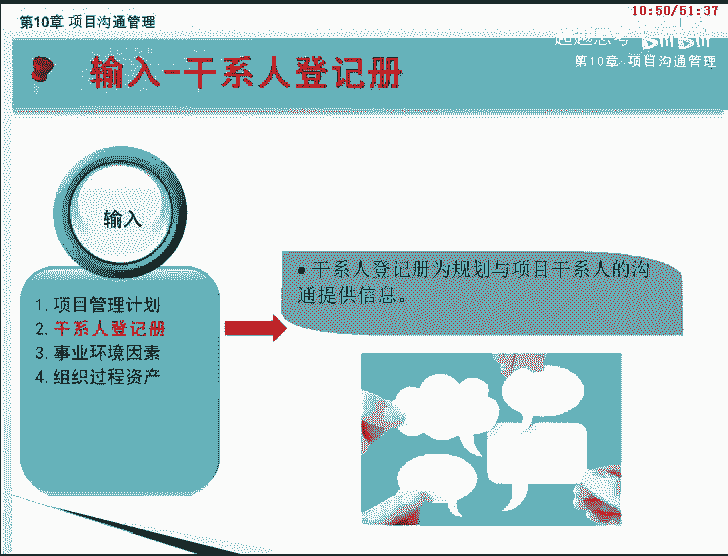 第10章 项目沟通管理
10:50/51:37
超越思考 bilibili
第10章 项目沟通管理
输入-干系人登记册
输入
1. 项目管理计划
2. 干系人登记册
3. 事业环境因素
4. 组织过程资产
• 干系人登记册为规划与项目干系人的沟
通提供信息。